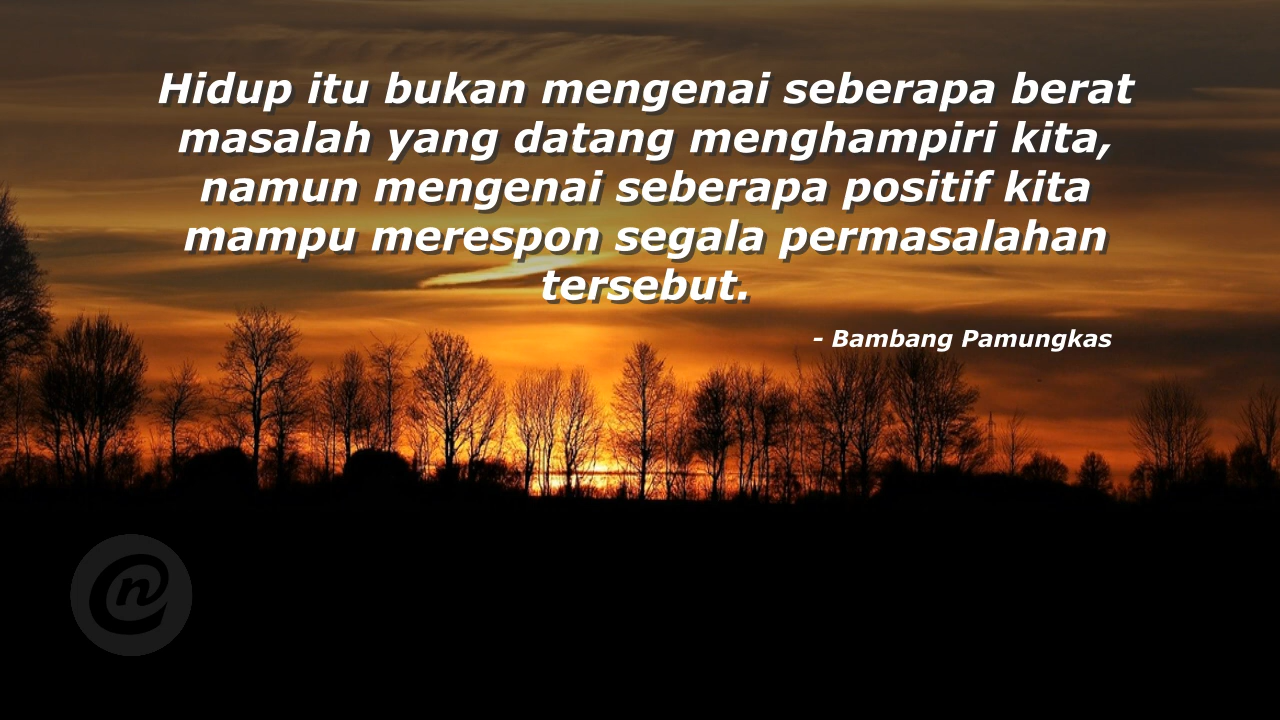 Hidup itu bukan mengenai seberapa berat
masalah yang datang menghampiri kita,
namun mengenai seberapa positif kita
mampu merespon segala permasalahan
tersebut.
- Bambang Pamungkas
@n